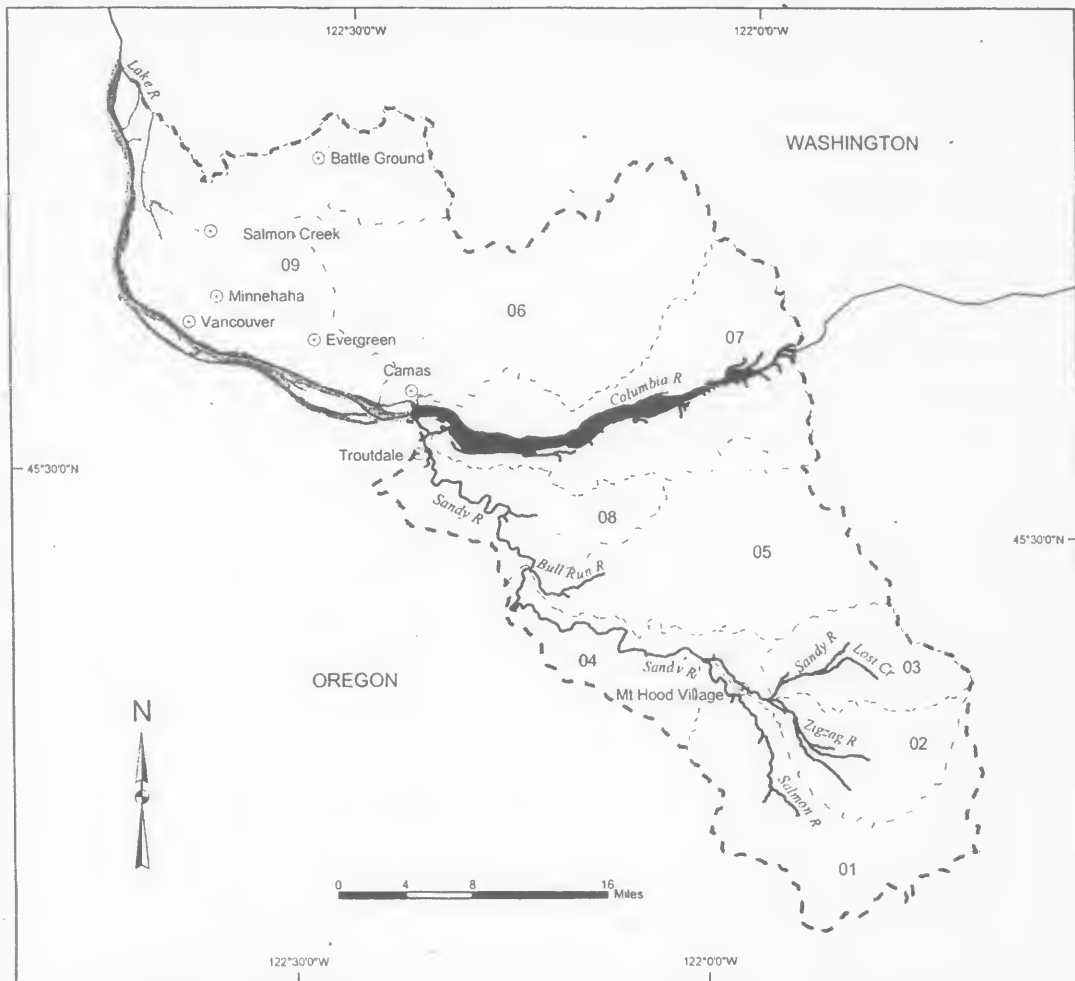 122°30'0"W
122°0'0"W
Lake R
WASHINGTON
Battle Ground
Salmon Creek
09
Minnehaha
06
Vancouver
Evergreen
07
Camas
Columbia R
Troutdale
45°30'0"N
Sandy R
08
05
45°30'0"N
Bull Run R
04
Sandy R
Sandy R
Lost Cr
03
OREGON
Mt Hood Village
N
Zigzag R
02
Salmon R
01
0 4 8 16
Miles
122°30'0"W
122°0'0"W